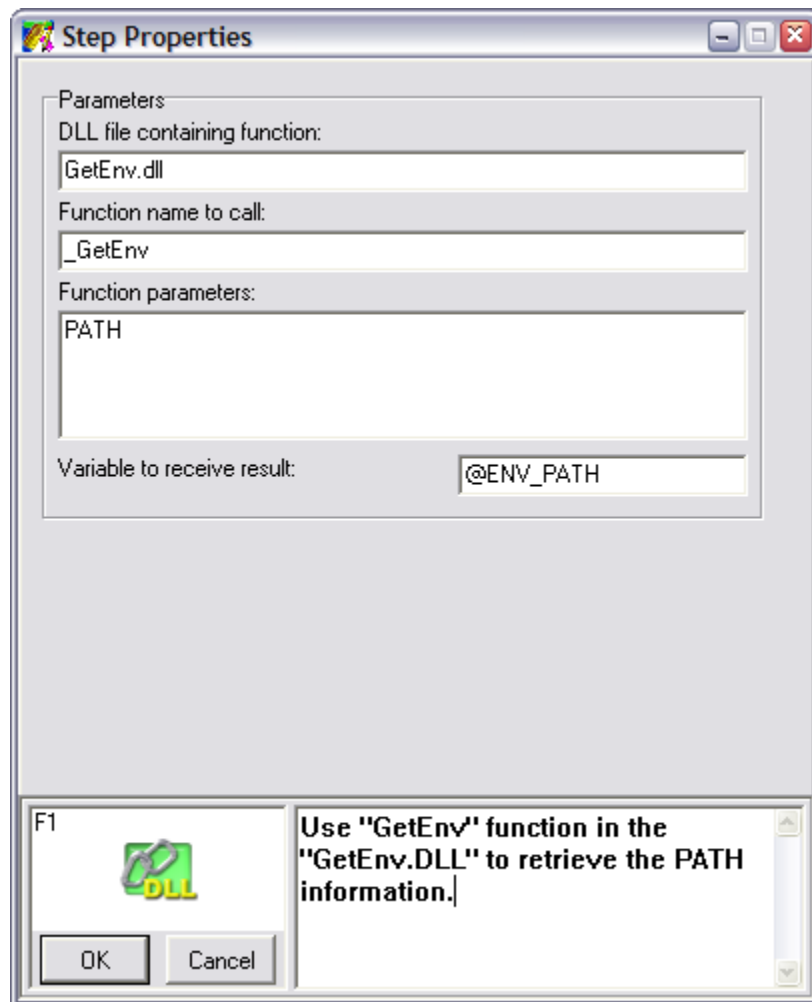 Step Properties
Parameters
DLL file containing function:
GetEnv.dll
Function name to call:
_GetEnv
Function parameters:
PATH
Variable to receive result:
@ENV_PATH
F1
DLL
OK
Cancel
Use "GetEnv" function in the
"GetEnv.DLL" to retrieve the PATH
information.